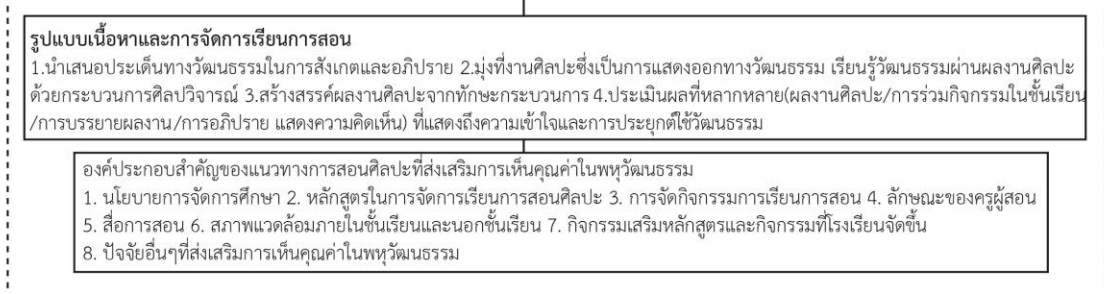 รูปแบบเนื้อหาและการจัดการเรียนการสอน
1.นำเสนอประเด็นทางวัฒนธรรมในการสังเกตและอภิปราย 2.มุ่งที่งานศิลปะซึ่งเป็นการแสดงออกทางวัฒนธรรม เรียนรู้วัฒนธรรมผ่านผลงานศิลปะ
ด้วยกระบวนการศิลปวิจารณ์ 3.สร้างสรรค์ผลงานศิลปะจากทักษะกระบวนการ 4.ประเมินผลที่หลากหลาย(ผลงานศิลปะ/การร่วมกิจกรรมในชั้นเรียน
/การบรรยายผลงาน/การอภิปราย แสดงความคิดเห็น) ที่แสดงถึงความเข้าใจและการประยุกต์ใช้วัฒนธรรม
องค์ประกอบสำคัญของแนวทางการสอนศิลปะที่ส่งเสริมการเห็นคุณค่าในพหุวัฒนธรรม
1. นโยบายการจัดการศึกษา 2. หลักสูตรในการจัดการเรียนการสอนศิลปะ 3. การจัดกิจกรรมการเรียนการสอน 4. ลักษณะของครูผู้สอน
5. สื่อการสอน 6. สภาพแวดล้อมภายในชั้นเรียนและนอกชั้นเรียน 7. กิจกรรมเสริมหลักสูตรและกิจกรรมที่โรงเรียนจัดขึ้น
8. ปัจจัยอื่นๆที่ส่งเสริมการเห็นคุณค่าในพหุวัฒนธรรม